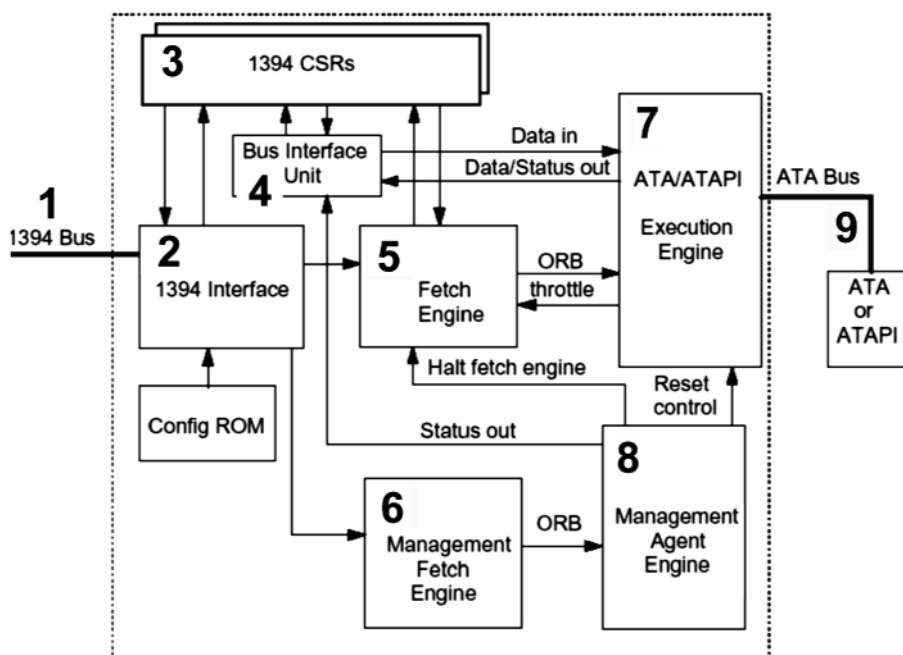 3
1394 CSRs
7
Data in
Bus Interface
Unit
4
Data/Status out
ATA/ATAPI
Execution
Engine
ATA Bus
9
1
1394 Bus
2
1394 Interface
5
Fetch
Engine
ORB
throttle
ATA
or
ATAPI
Halt fetch engine
Reset
control
Config ROM
Status out
8
Management
Agent
Engine
6
Management
Fetch
Engine
ORB